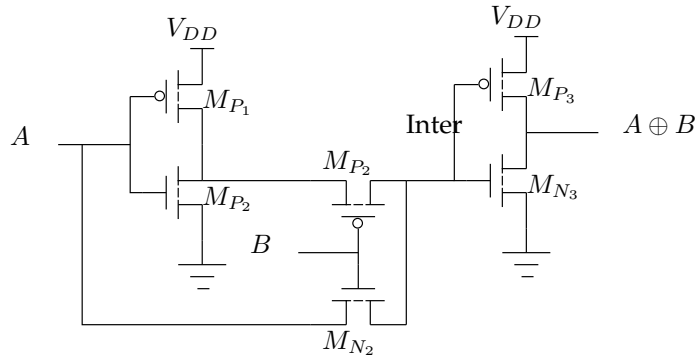 V_{DD}
V_{DD}
M_{P_1}
M_{P_3}
A
Inter
A ⊕ B
M_{P_2}
M_{P_2}
M_{N_3}
B
M_{N_2}